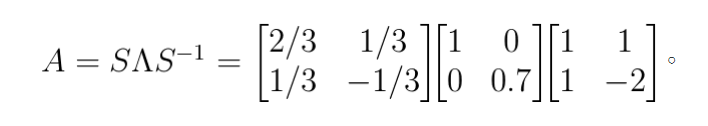 A = SΛS⁻¹ = [2/3 1/3; 1/3 −1/3] [1 0; 0 0.7] [1 1; 1 −2]。